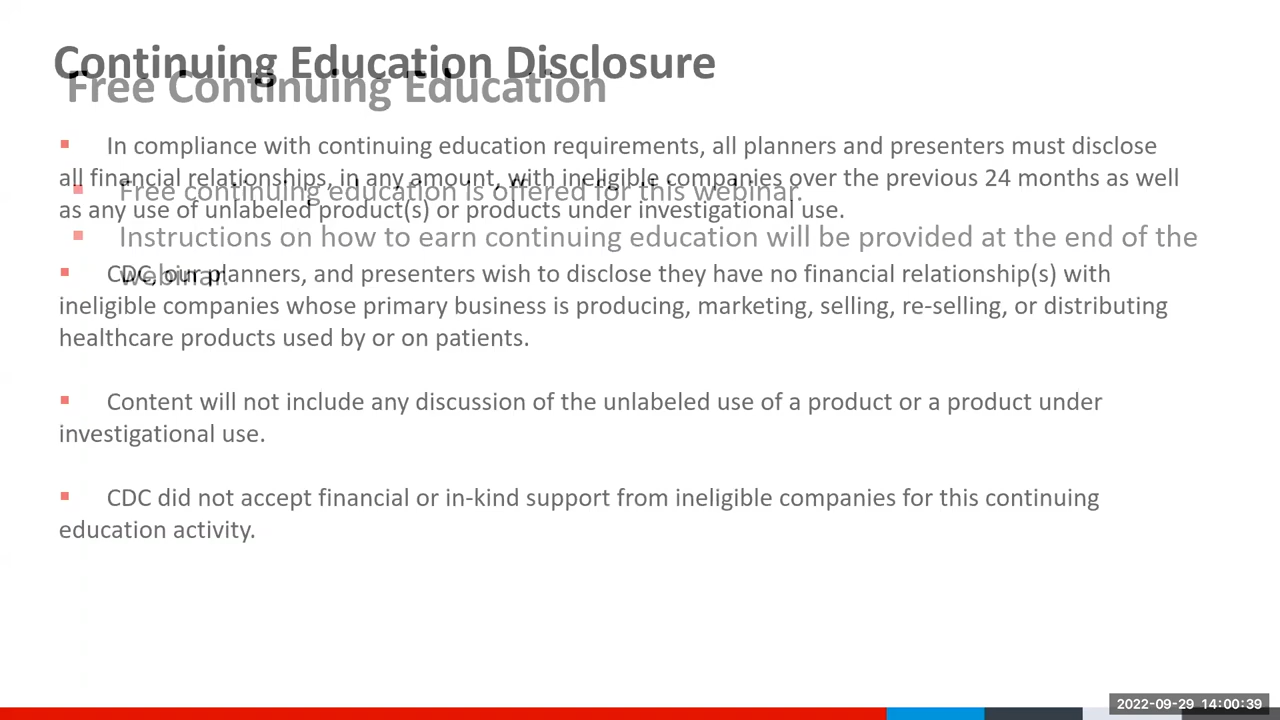 Continuing Education Disclosure
Free Continuing Education
In compliance with continuing education requirements, all planners and presenters must disclose
all financial relationships, in any amount, with ineligible companies over the previous 24 months as well
Free continuing education is offered for this webinar.
as any use of unlabeled product(s) or products under investigational use.
Instructions on how to earn continuing education will be provided at the end of the
webinar.
CDC, our planners, and presenters wish to disclose they have no financial relationship(s) with
ineligible companies whose primary business is producing, marketing, selling, re-selling, or distributing
healthcare products used by or on patients.
Content will not include any discussion of the unlabeled use of a product or a product under
investigational use.
CDC did not accept financial or in-kind support from ineligible companies for this continuing
education activity.
2022-09-29 14:00:39